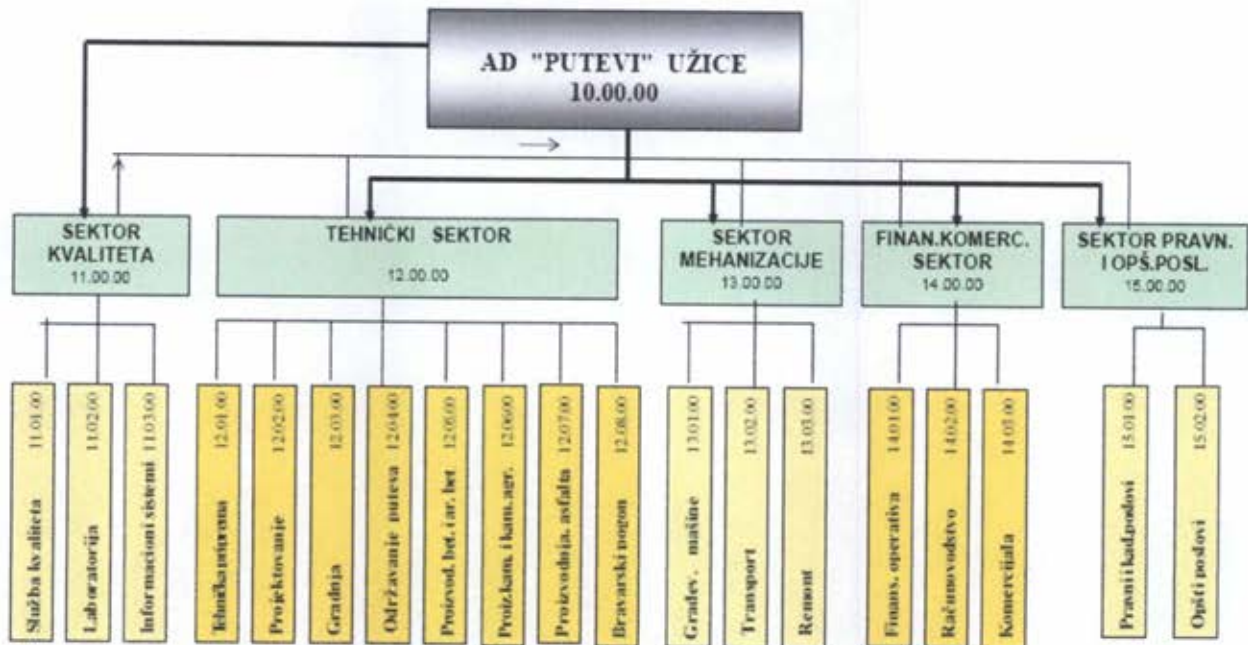 AD "PUTEVI" UŽICE
10.00.00
SEKTOR
KVALITETA
11.00.00
TEHNIČKI SEKTOR
12.00.00
SEKTOR
MEHANIZACIJE
13.00.00
FINAN.KOMERC.
SEKTOR
14.00.00
SEKTOR PRAVN.
I OPŠ.POSL.
15.00.00
Služba kvaliteta 11.01.00
Laboratorija 11.02.00
Informacioni sistemi 11.03.00
Tehnička priprema 12.01.00
Projektovanje 12.02.00
Gradnja 12.03.00
Održavanje puteva 12.04.00
Proizvod. bet. i ar. bet. 12.05.00
Proiz.kam. i kam. agr. 12.06.00
Proizvodnja. asfalta 12.07.00
Bravarski pogon 12.08.00
Građev. mašine 13.01.00
Transport 13.02.00
Remont 13.03.00
Finans. operativa 14.01.00
Računovodstvo 14.02.00
Komercijala 14.03.00
Pravni i kad.poslovi 15.01.00
Opšti poslovi 15.02.00